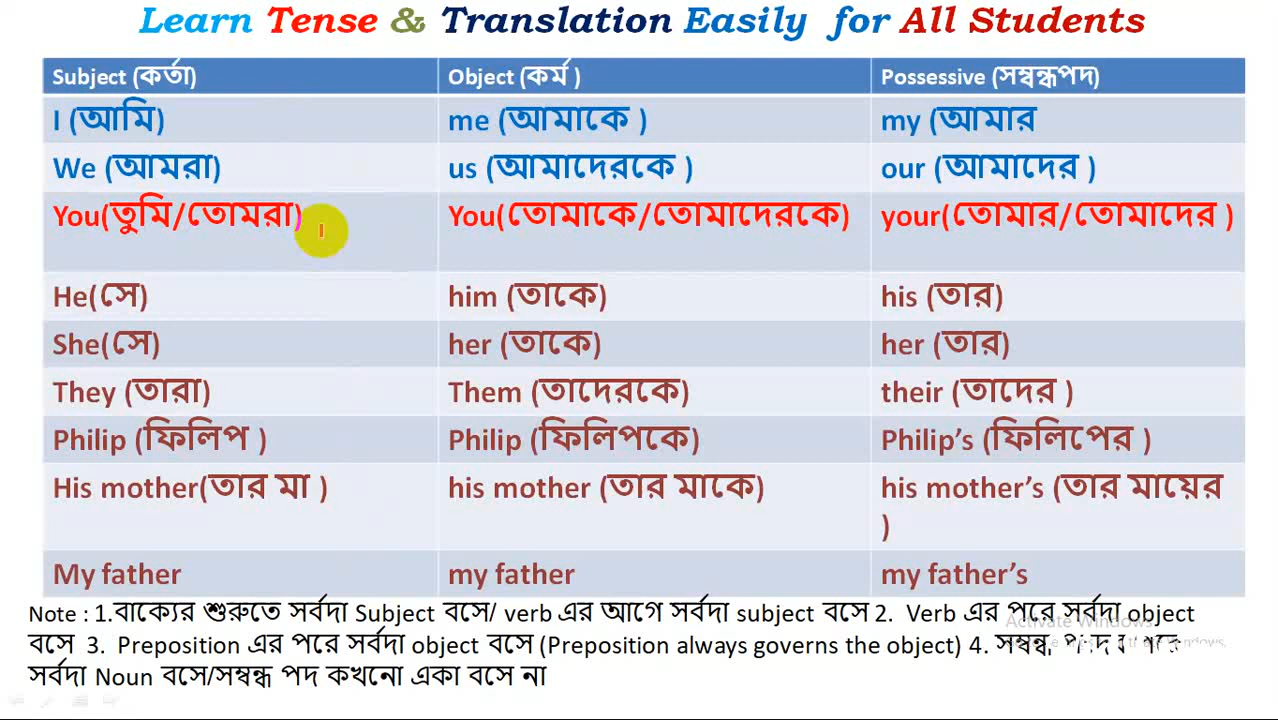 Learn Tense & Translation Easily for All Students
Subject (কর্তা) Object (কর্ম ) Possessive (সম্বন্ধপদ)
I (আমি) me (আমাকে ) my (আমার
We (আমরা) us (আমাদেরকে ) our (আমাদের )
You(তুমি/তোমরা) You(তোমাকে/তোমাদেরকে) your(তোমার/তোমাদের )
He(সে) him (তাকে) his (তার)
She(সে) her (তাকে) her (তার)
They (তারা) Them (তাদেরকে) their (তাদের )
Philip (ফিলিপ ) Philip (ফিলিপকে) Philip’s (ফিলিপের )
His mother(তার মা ) his mother (তার মাকে) his mother’s (তার মায়ের
)
My father my father my father’s
Note : 1.বাক্যের শুরুতে সর্বদা Subject বসে/ verb এর আগে সর্বদা subject বসে 2. Verb এর পরে সর্বদা object
Activate Windows
বসে 3. Preposition এর পরে সর্বদা object বসে (Preposition always governs the object) 4. সম্বন্ধ
সর্বদা Noun বসে/সম্বন্ধ পদ কখনো একা বসে না